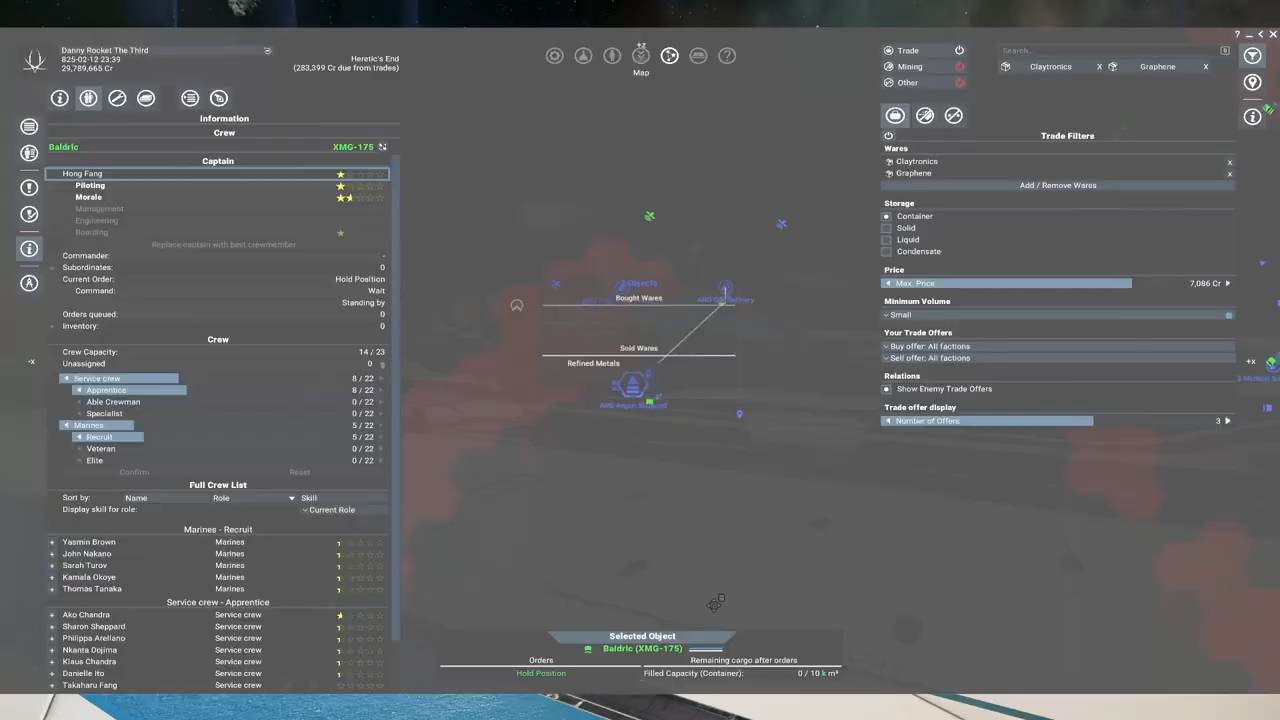 Danny Rocket The Third
825-02-12 23:39
29,789,665 Cr
Heretic's End
(283,399 Cr due from trades)
Map
Information
Crew
Baldric XMG-175
Captain
Hong Fang
Piloting
Morale
Management
Engineering
Boarding
Replace captain with best crewmember
Commander: -
Subordinates: 0
Current Order: Hold Position
Command: Wait
Standing by
Orders queued: 0
Inventory: 0
Crew
Crew Capacity: 14 / 23
Unassigned 0
Service crew 8 / 22
Apprentice 8 / 22
Able Crewman 0 / 22
Specialist 0 / 22
Marines 5 / 22
Recruit 5 / 22
Veteran 0 / 22
Elite 0 / 22
Confirm Reset
Full Crew List
Sort by: Name Role Skill
Display skill for role: Current Role
Marines - Recruit
Yasmin Brown Marines
John Nakano Marines
Sarah Turov Marines
Kamala Okoye Marines
Thomas Tanaka Marines
Service crew - Apprentice
Ako Chandra Service crew
Sharon Sheppard Service crew
Philippa Arellano Service crew
Nkanta Dojima Service crew
Klaus Chandra Service crew
Danielle Ito Service crew
Takaharu Fang Service crew
-x
+z
Objects
Bought Wares
Sold Wares
Refined Metals
Selected Object
Baldric (XMG-175)
Orders Remaining cargo after orders
Hold Position Filled Capacity (Container): 0 / 10 k m³
Trade
Mining
Other
Search...
Claytronics X Graphene X
Trade Filters
Wares
Claytronics x
Graphene x
Add / Remove Wares
Storage
Container
Solid
Liquid
Condensate
Price
Max. Price 7,086 Cr
Minimum Volume
Small
Your Trade Offers
Buy offer: All factions
Sell offer: All factions
Relations
Show Enemy Trade Offers
Trade offer display
Number of Offers 3
+x